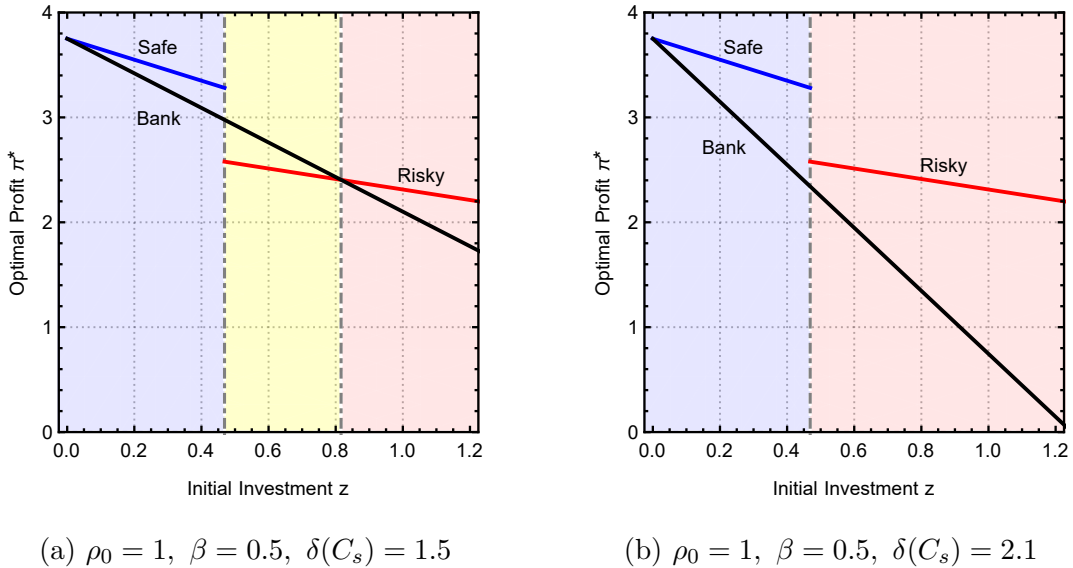 4
3
2
1
0
Optimal Profit π*
Safe
Bank
Risky
0.0 0.2 0.4 0.6 0.8 1.0 1.2
Initial Investment z
(a) ρ₀ = 1, β = 0.5, δ(Cₛ) = 1.5
4
3
2
1
0
Optimal Profit π*
Safe
Bank
Risky
0.0 0.2 0.4 0.6 0.8 1.0 1.2
Initial Investment z
(b) ρ₀ = 1, β = 0.5, δ(Cₛ) = 2.1